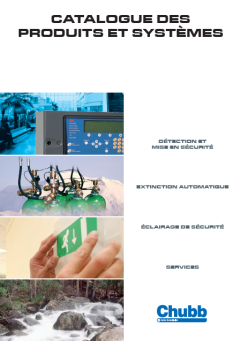 CATALOGUE DES
PRODUITS ET SYSTÈMES
DÉTECTION ET
MISE EN SÉCURITÉ
EXTINCTION AUTOMATIQUE
ÉCLAIRAGE DE SÉCURITÉ
SERVICES
Chubb